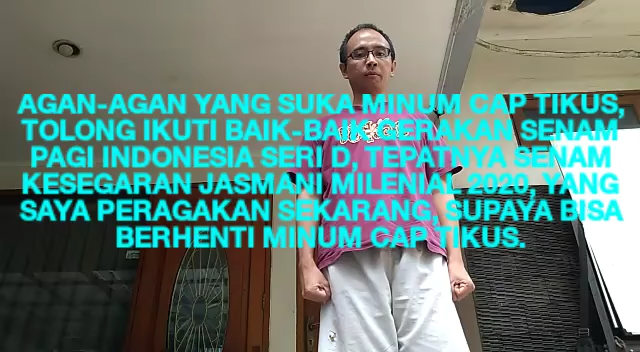 AGAN-AGAN YANG SUKA MINUM CAP TIKUS,
TOLONG IKUTI BAIK-BAIK GERAKAN SENAM
PAGI INDONESIA SERI D, TEPATNYA SENAM
KESEGARAN JASMANI MILENIAL 2020, YANG
SAYA PERAGAKAN SEKARANG. SUPAYA BISA
BERHENTI MINUM CAP TIKUS.